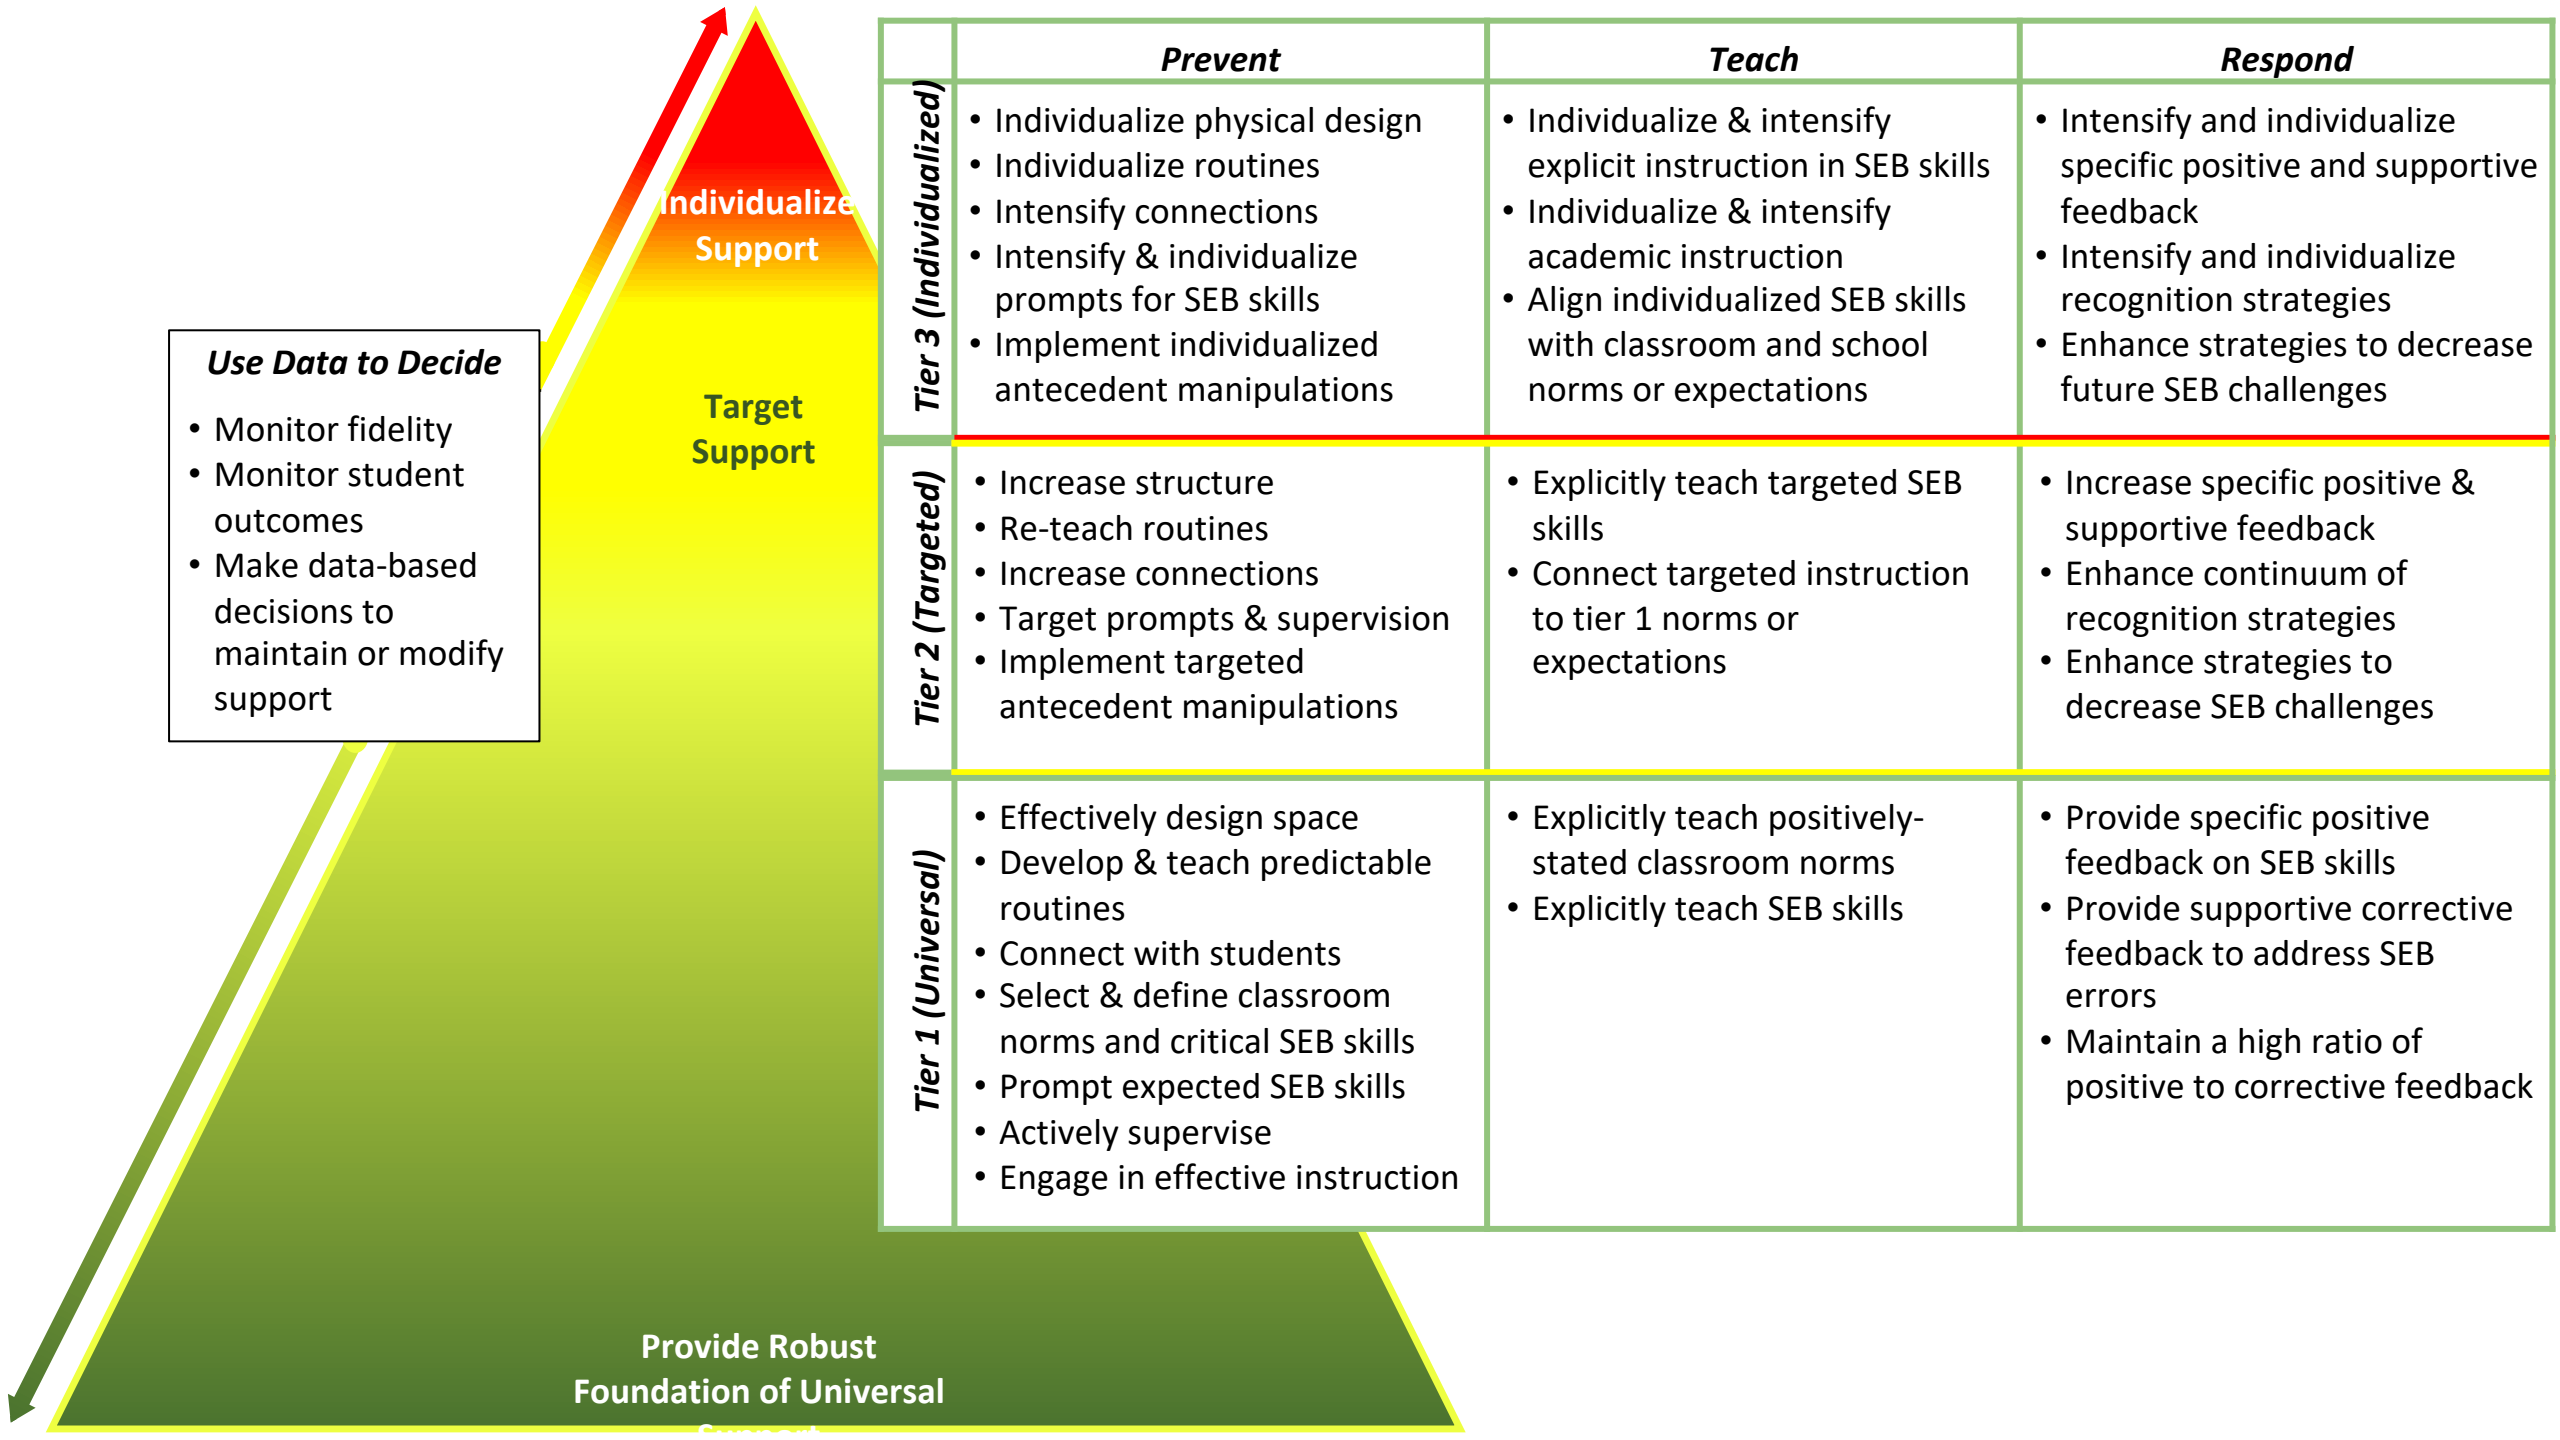 Individualize
Support
Target
Support
Provide Robust
Foundation of Universal
Support
Use Data to Decide
• Monitor fidelity
• Monitor student
outcomes
• Make data-based
decisions to
maintain or modify
support
Prevent
Teach
Respond
Tier 3 (Individualized)
• Individualize physical design
• Individualize routines
• Intensify connections
• Intensify & individualize
prompts for SEB skills
• Implement individualized
antecedent manipulations
• Individualize & intensify
explicit instruction in SEB skills
• Individualize & intensify
academic instruction
• Align individualized SEB skills
with classroom and school
norms or expectations
• Intensify and individualize
specific positive and supportive
feedback
• Intensify and individualize
recognition strategies
• Enhance strategies to decrease
future SEB challenges
Tier 2 (Targeted)
• Increase structure
• Re-teach routines
• Increase connections
• Target prompts & supervision
• Implement targeted
antecedent manipulations
• Explicitly teach targeted SEB
skills
• Connect targeted instruction
to tier 1 norms or
expectations
• Increase specific positive &
supportive feedback
• Enhance continuum of
recognition strategies
• Enhance strategies to
decrease SEB challenges
Tier 1 (Universal)
• Effectively design space
• Develop & teach predictable
routines
• Connect with students
• Select & define classroom
norms and critical SEB skills
• Prompt expected SEB skills
• Actively supervise
• Engage in effective instruction
• Explicitly teach positively-
stated classroom norms
• Explicitly teach SEB skills
• Provide specific positive
feedback on SEB skills
• Provide supportive corrective
feedback to address SEB
errors
• Maintain a high ratio of
positive to corrective feedback